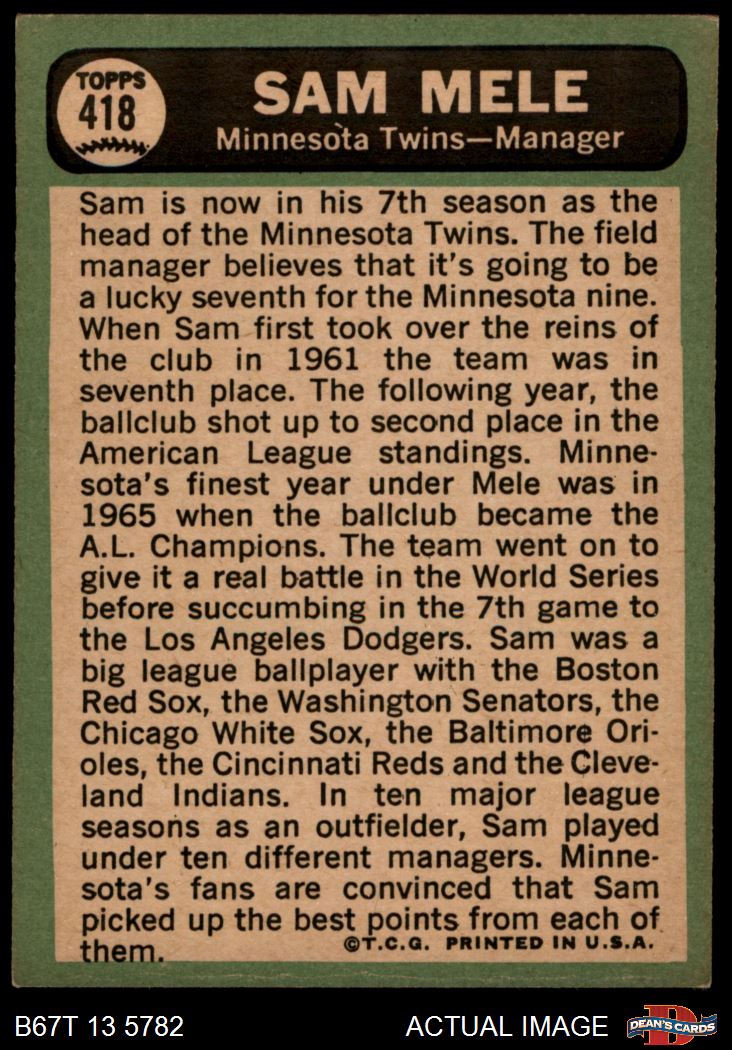 TOPPS
418
SAM MELE
Minnesota Twins—Manager
Sam is now in his 7th season as the
head of the Minnesota Twins. The field
manager believes that it's going to be
a lucky seventh for the Minnesota nine.
When Sam first took over the reins of
the club in 1961 the team was in
seventh place. The following year, the
ballclub shot up to second place in the
American League standings. Minne-
sota's finest year under Mele was in
1965 when the ballclub became the
A.L. Champions. The team went on to
give it a real battle in the World Series
before succumbing in the 7th game to
the Los Angeles Dodgers. Sam was a
big league ballplayer with the Boston
Red Sox, the Washington Senators, the
Chicago White Sox, the Baltimore Ori-
oles, the Cincinnati Reds and the Cleve-
land Indians. In ten major league
seasons as an outfielder, Sam played
under ten different managers. Minne-
sota's fans are convinced that Sam
picked up the best points from each of
them.
©T.C.G. PRINTED IN U.S.A.
B67T 13 5782
ACTUAL IMAGE
D
DEAN'S CARDS